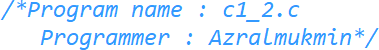 /*Program name : c1_2.c
Programmer : Azralmukmin*/